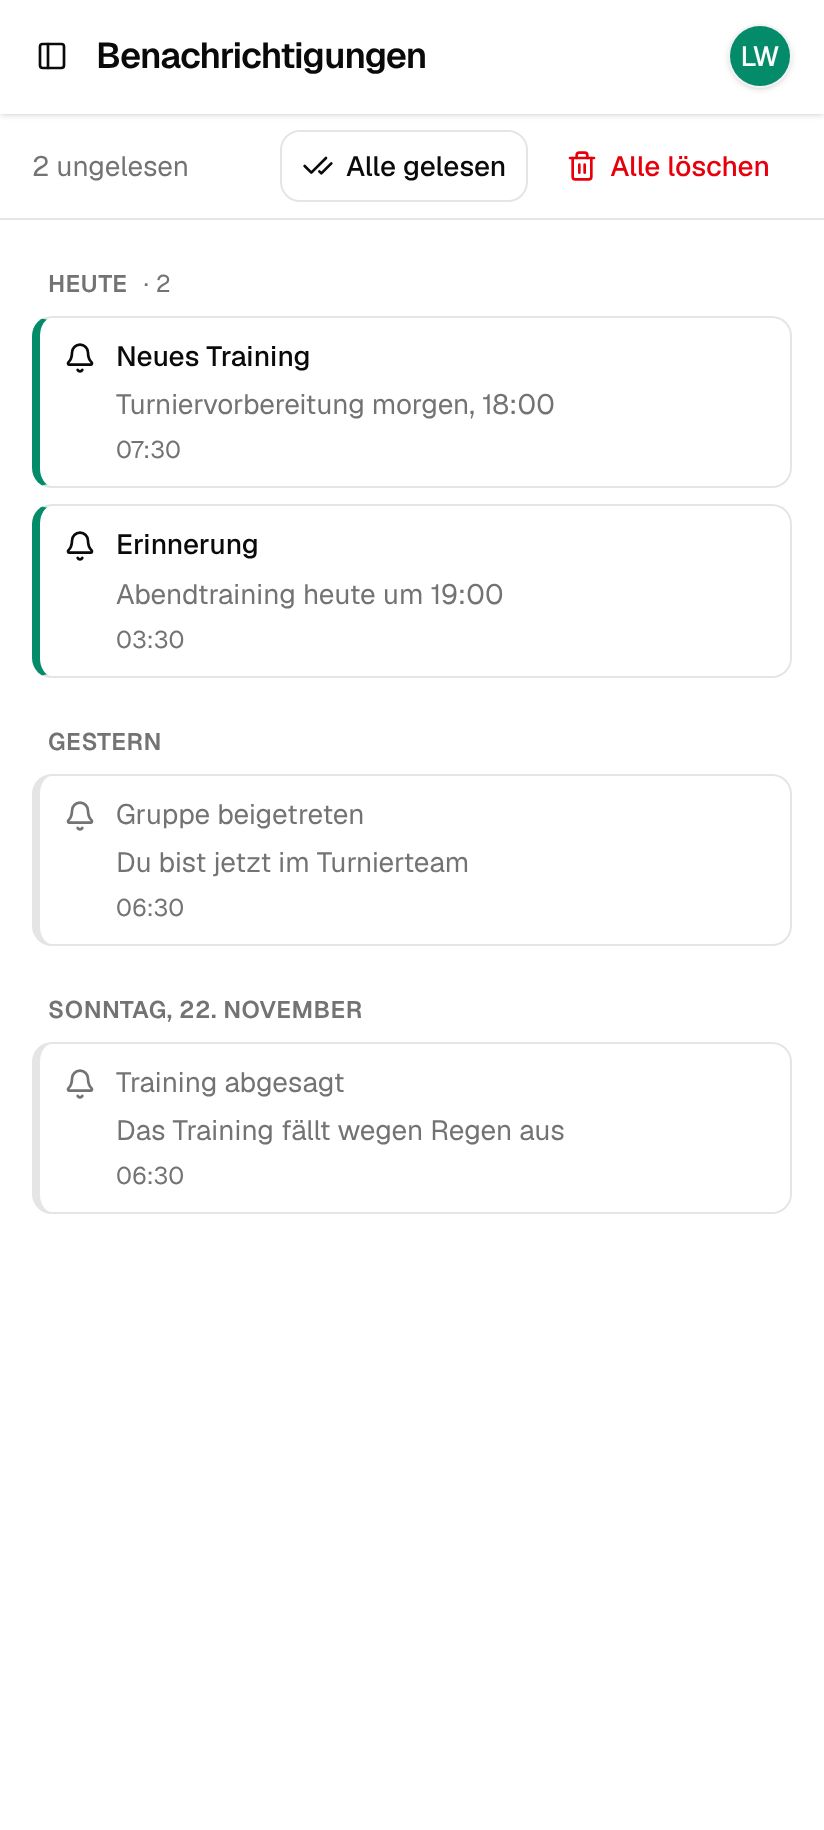 Benachrichtigungen
LW
2 ungelesen
Alle gelesen
Alle löschen
HEUTE · 2
Neues Training
Turniervorbereitung morgen, 18:00
07:30
Erinnerung
Abendtraining heute um 19:00
03:30
GESTERN
Gruppe beigetreten
Du bist jetzt im Turnierteam
06:30
SONNTAG, 22. NOVEMBER
Training abgesagt
Das Training fällt wegen Regen aus
06:30